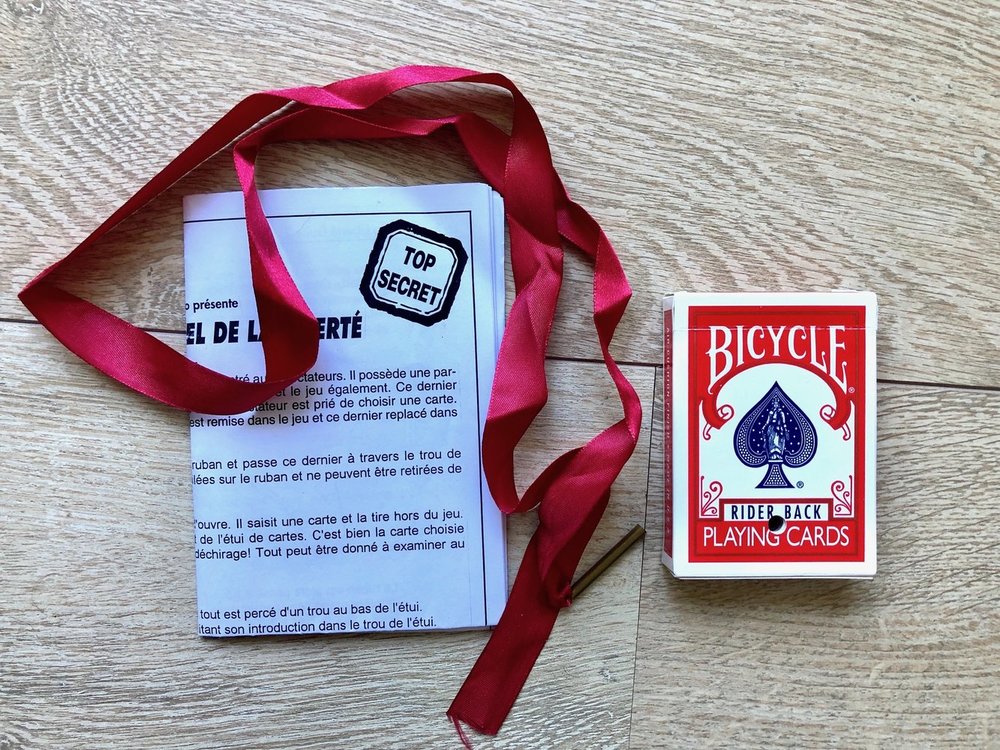 TOP
SECRET
o présente
EL DE LA ERTÉ
tré au ctateurs. Il possède une par-
et le jeu également. Ce dernier
tateur est prié de choisir une carte.
est remise dans le jeu et ce dernier replacé dans
ruban et passe ce dernier à travers le trou de
lées sur le ruban et ne peuvent être retirées de
'ouvre. Il saisit une carte et la tire hors du jeu.
t de l'étui de cartes. C'est bien la carte choisie
déchirage! Tout peut être donné à examiner au
tout est percé d'un trou au bas de l'étui.
itant son introduction dans le trou de l'étui.
BICYCLE
®
®
RIDER BACK
PLAYING CARDS